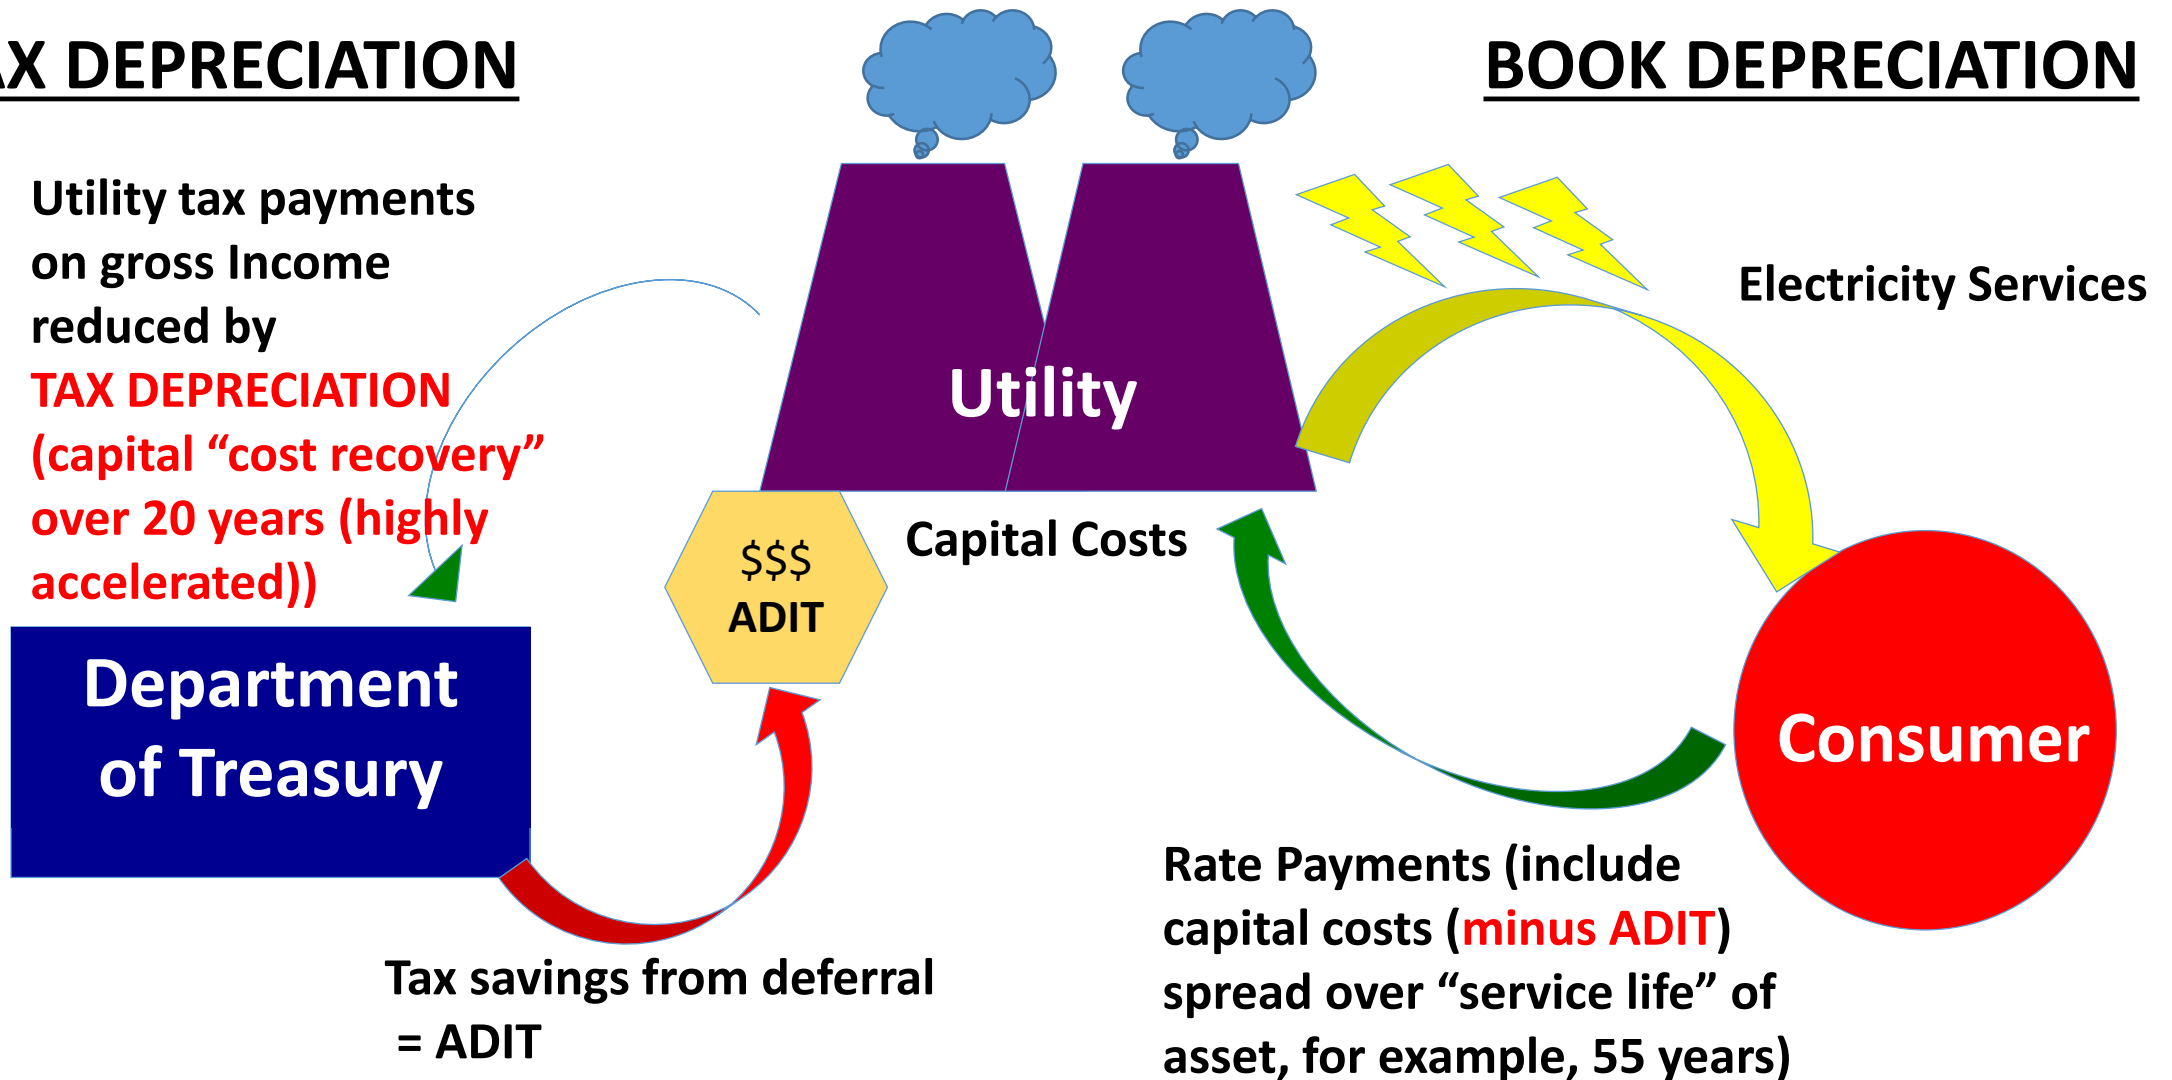 AX DEPRECIATION
BOOK DEPRECIATION
Utility tax payments
on gross Income
reduced by
TAX DEPRECIATION
(capital “cost recovery”
over 20 years (highly
accelerated))
Electricity Services
Utility
Capital Costs
$$$
ADIT
Department
of Treasury
Consumer
Tax savings from deferral
= ADIT
Rate Payments (include
capital costs (minus ADIT)
spread over “service life” of
asset, for example, 55 years)